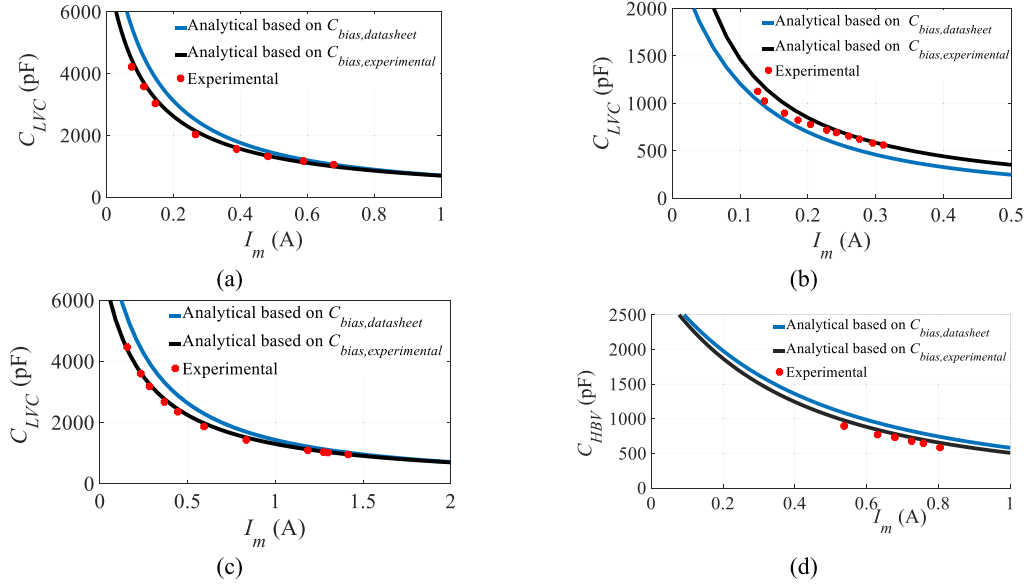 6000
4000
2000
0
C_LVC (pF)
Analytical based on C_bias,datasheet
Analytical based on C_bias,experimental
Experimental
0 0.2 0.4 0.6 0.8 1
I_m (A)
(a)
2000
1500
1000
500
0
C_LVC (pF)
Analytical based on C_bias,datasheet
Analytical based on C_bias,experimental
Experimental
0 0.1 0.2 0.3 0.4 0.5
I_m (A)
(b)
6000
4000
2000
0
C_LVC (pF)
Analytical based on C_bias,datasheet
Analytical based on C_bias,experimental
Experimental
0 0.5 1 1.5 2
I_m (A)
(c)
2500
2000
1500
1000
500
0
C_HBV (pF)
Analytical based on C_bias,datasheet
Analytical based on C_bias,experimental
Experimental
0 0.2 0.4 0.6 0.8 1
I_m (A)
(d)